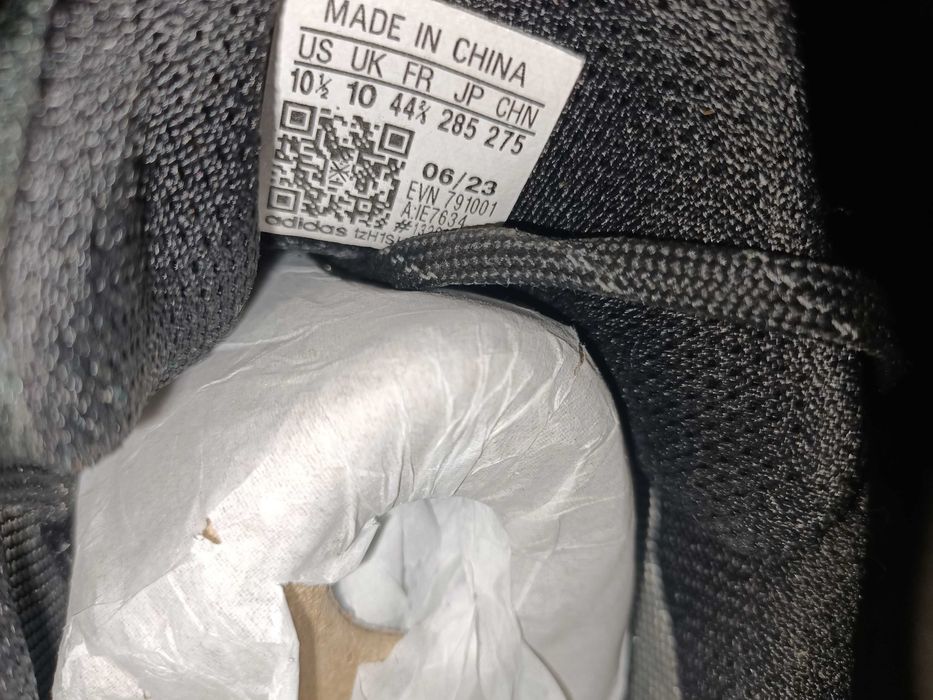 MADE IN CHINA
US UK FR JP CHN
10½ 10 44⅔ 285 275
06/23
EVN 791001
A:IE7634
adidas